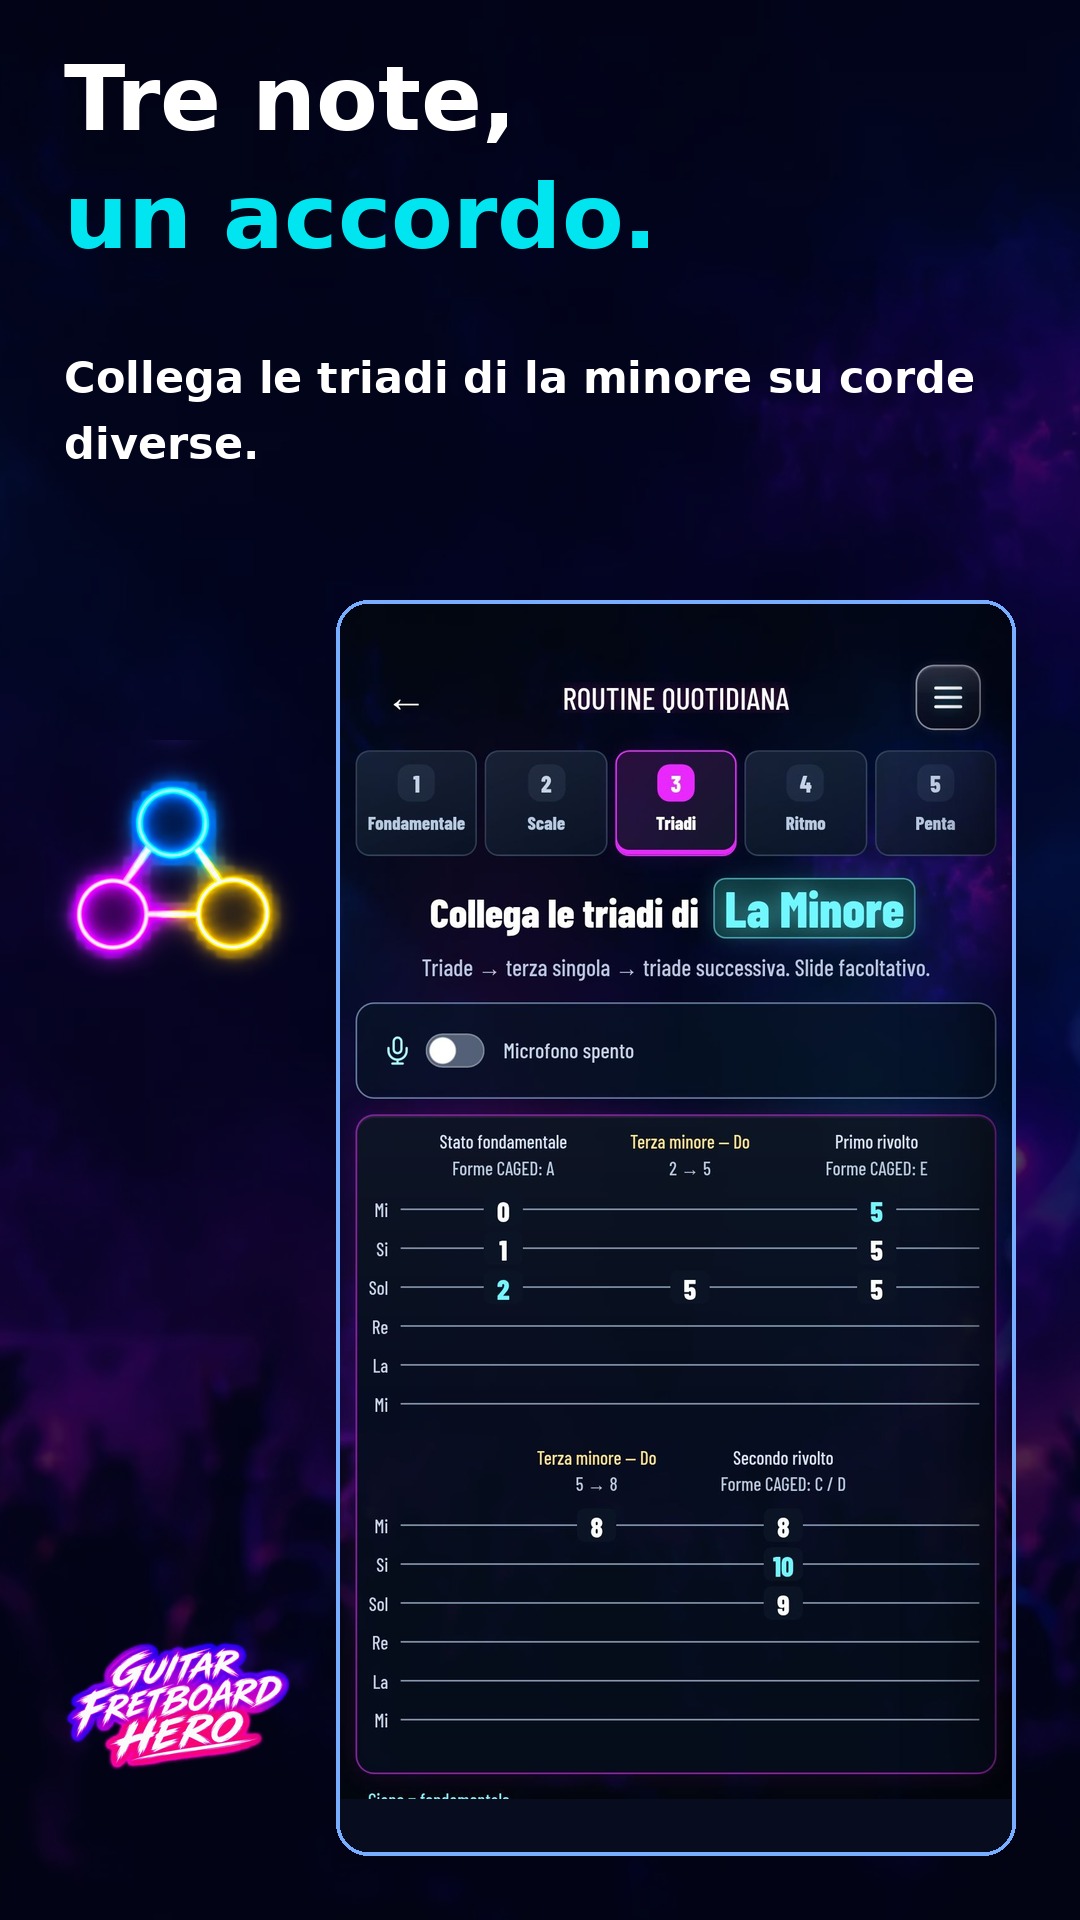 Tre note,
un accordo.
Collega le triadi di la minore su corde
diverse.
← ROUTINE QUOTIDIANA
1 2 3 4 5
Fondamentale Scale Triadi Ritmo Penta
Collega le triadi di La Minore
Triade → terza singola → triade successiva. Slide facoltativo.
Microfono spento
Stato fondamentale Terza minore – Do Primo rivolto
Forme CAGED: A 2 → 5 Forme CAGED: E
Mi 0 5
Si 1 5
Sol 2 5 5
Re
La
Mi
Terza minore – Do Secondo rivolto
5 → 8 Forme CAGED: C / D
Mi 8 8
Si 10
Sol 9
Re
La
Mi
GUITAR
FRETBOARD
HERO